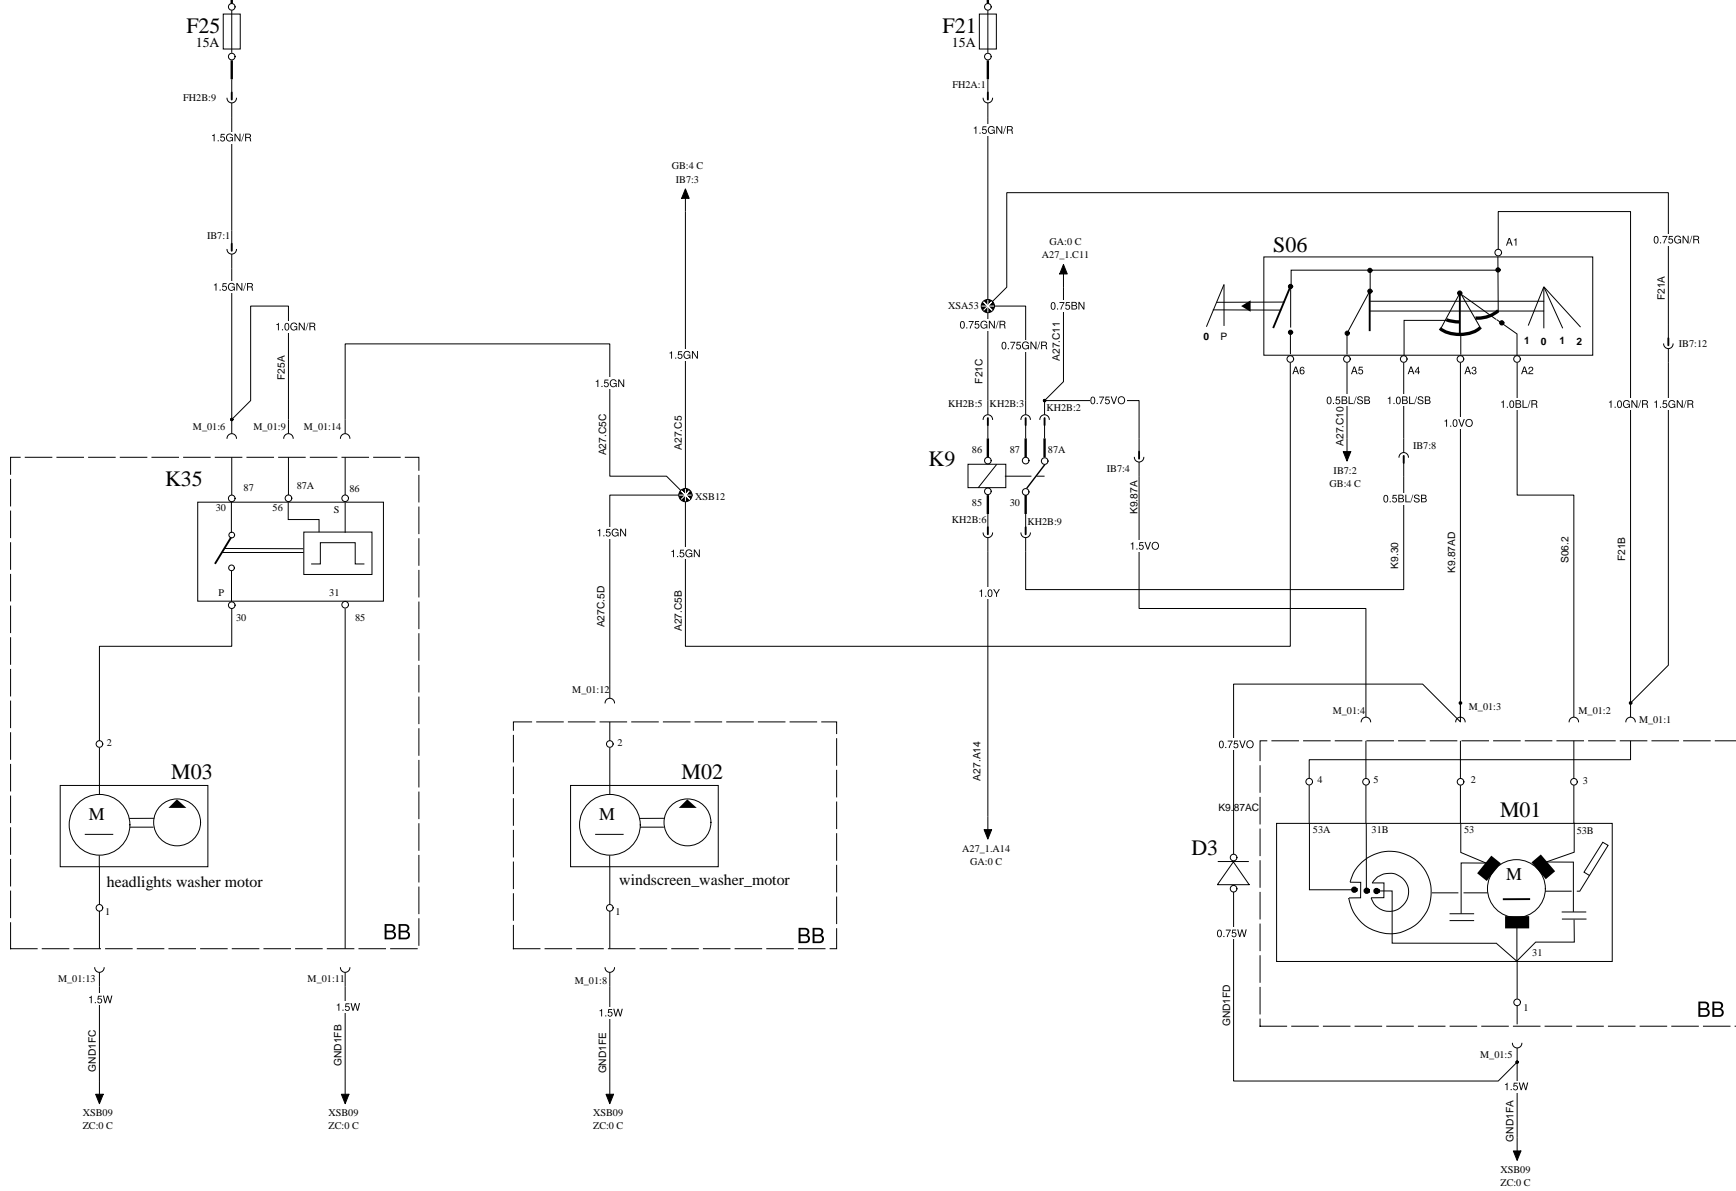 F25
15A
F21
15A
FH2B:9
FH2A:1
1.5GN/R
1.5GN/R
GB:4 C
IB7:3
IB7:1
GA:0 C
A27_1.C11
S06
A1
0.75GN/R
1.5GN/R
F21A
1.0GN/R
F25A
XSA53
0.75GN/R
0.75GN/R
0.75BN
A27.C11
F21C
0 P
1 0 1 2
IB7:12
1.5GN
1.5GN
A6
A5
A4
A3
A2
M_01:6
M_01:9
M_01:14
A27.C5C
A27.C5
KH2B:5
KH2B:3
KH2B:2
0.75VO
0.5BL/SB
1.0BL/SB
1.0VO
1.0BL/R
1.0GN/R
1.5GN/R
A27.C10
IB7:8
K35
K9
86
87
87A
IB7:4
IB7:2
GB:4 C
87
87A
86
30
56
S
XSB12
85
30
K9.87A
0.5BL/SB
KH2B:6
KH2B:9
1.5GN
1.5GN
1.5VO
K9.30
K9.87AD
S06.2
F21B
P
31
30
85
A27C.5D
A27.C5B
1.0Y
M_01:12
M_01:4
M_01:3
M_01:2
M_01:1
2
2
0.75VO
A27.A14
M03
M
M02
M
4
5
2
3
K9.87AC
M01
53A
31B
53
53B
D3
A27_1.A14
GA:0 C
M
headlights washer motor
windscreen_washer_motor
1
1
BB
BB
0.75W
31
M_01:13
M_01:11
M_01:8
GND1FD
1
BB
1.5W
1.5W
1.5W
GND1FC
GND1FB
GND1FE
M_01:5
1.5W
GND1FA
XSB09
ZC:0 C
XSB09
ZC:0 C
XSB09
ZC:0 C
XSB09
ZC:0 C